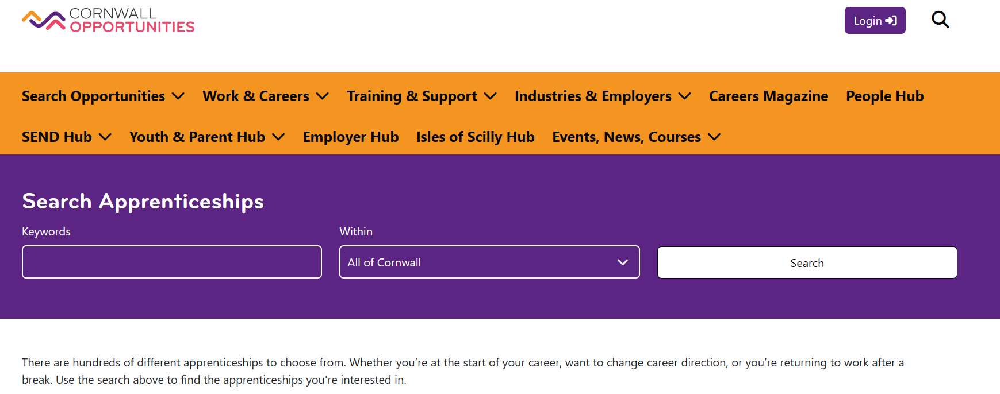 CORNWALL
OPPORTUNITIES
Login
Search Opportunities Work & Careers Training & Support Industries & Employers Careers Magazine People Hub
SEND Hub Youth & Parent Hub Employer Hub Isles of Scilly Hub Events, News, Courses
Search Apprenticeships
Keywords Within
All of Cornwall Search
There are hundreds of different apprenticeships to choose from. Whether you’re at the start of your career, want to change career direction, or you’re returning to work after a
break. Use the search above to find the apprenticeships you're interested in.